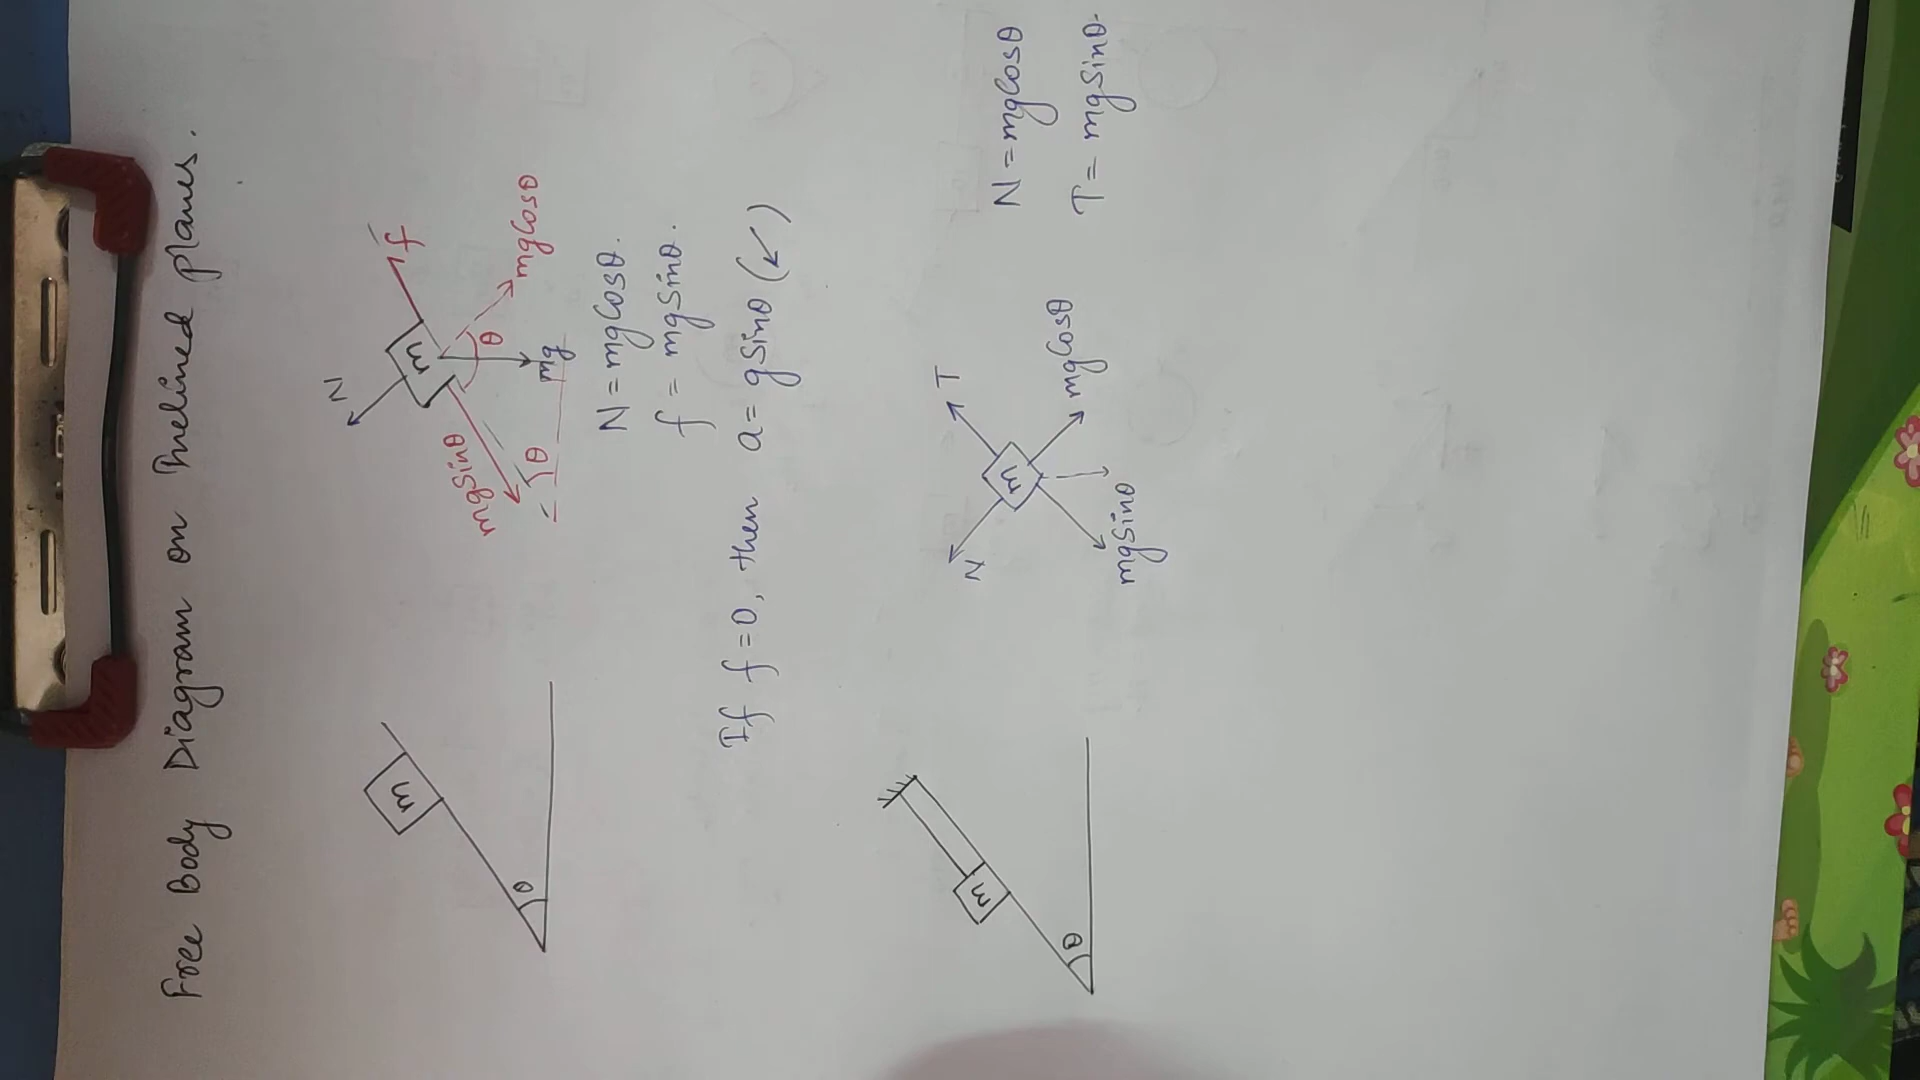 Free Body Diagram on Inclined planes.
m
θ
N
m
f
mgsinθ
θ
mg
mgcosθ
θ
N = mgcosθ.
f = mgsinθ.
If f = 0, then a = gsinθ (↙)
m
θ
N
T
m
mgsinθ
mgcosθ
N = mgcosθ
T = mgsinθ.